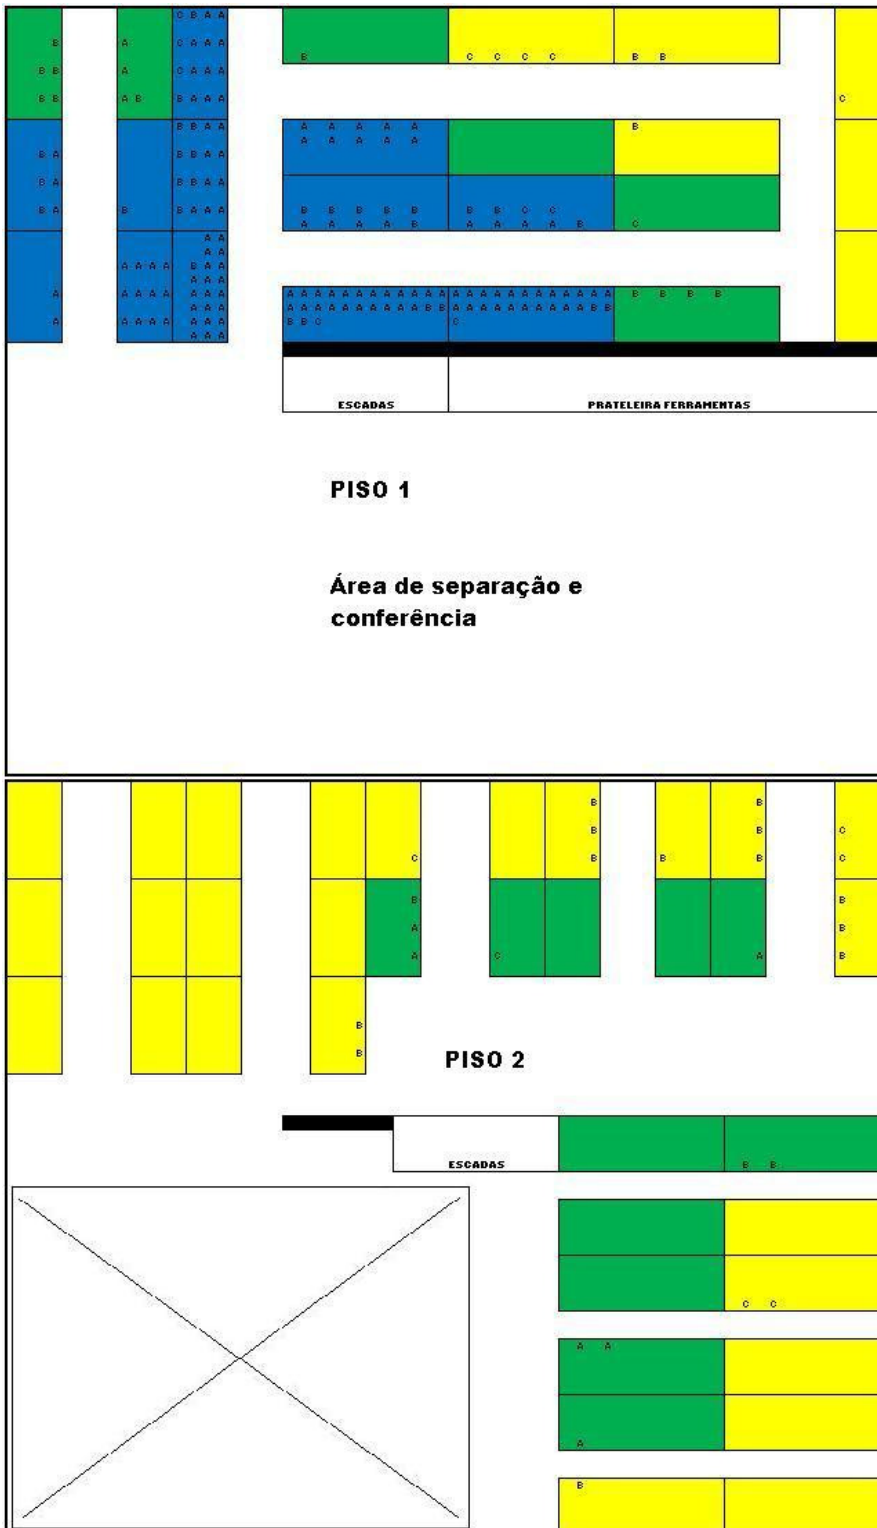 C B A A
B A C A A A
B B A C A A A
B B A B B A A A B C C C C B B C
B B A A A A A A A B
B A B B A A A A A A A
B A B B A A
B A B B A A A B B B B B B B C C
A A A A B A A A A B C
A A
A A
A A A A B A A
A A A
A A A A A A A A A A A A A A A A A A A A A A A A A A A A B B B B
A A A A A A A A A A A A A A A A A B B A A A A A A A A A A B B
A A A A A A A B B C C
A A
ESCADAS PRATELEIRA FERRAMENTAS
PISO 1
Área de separação e
conferência
B B
B B C
C B B B C
B B B
A B
A C A B
B
B
PISO 2
ESCADAS B B
C C
A A
A
B